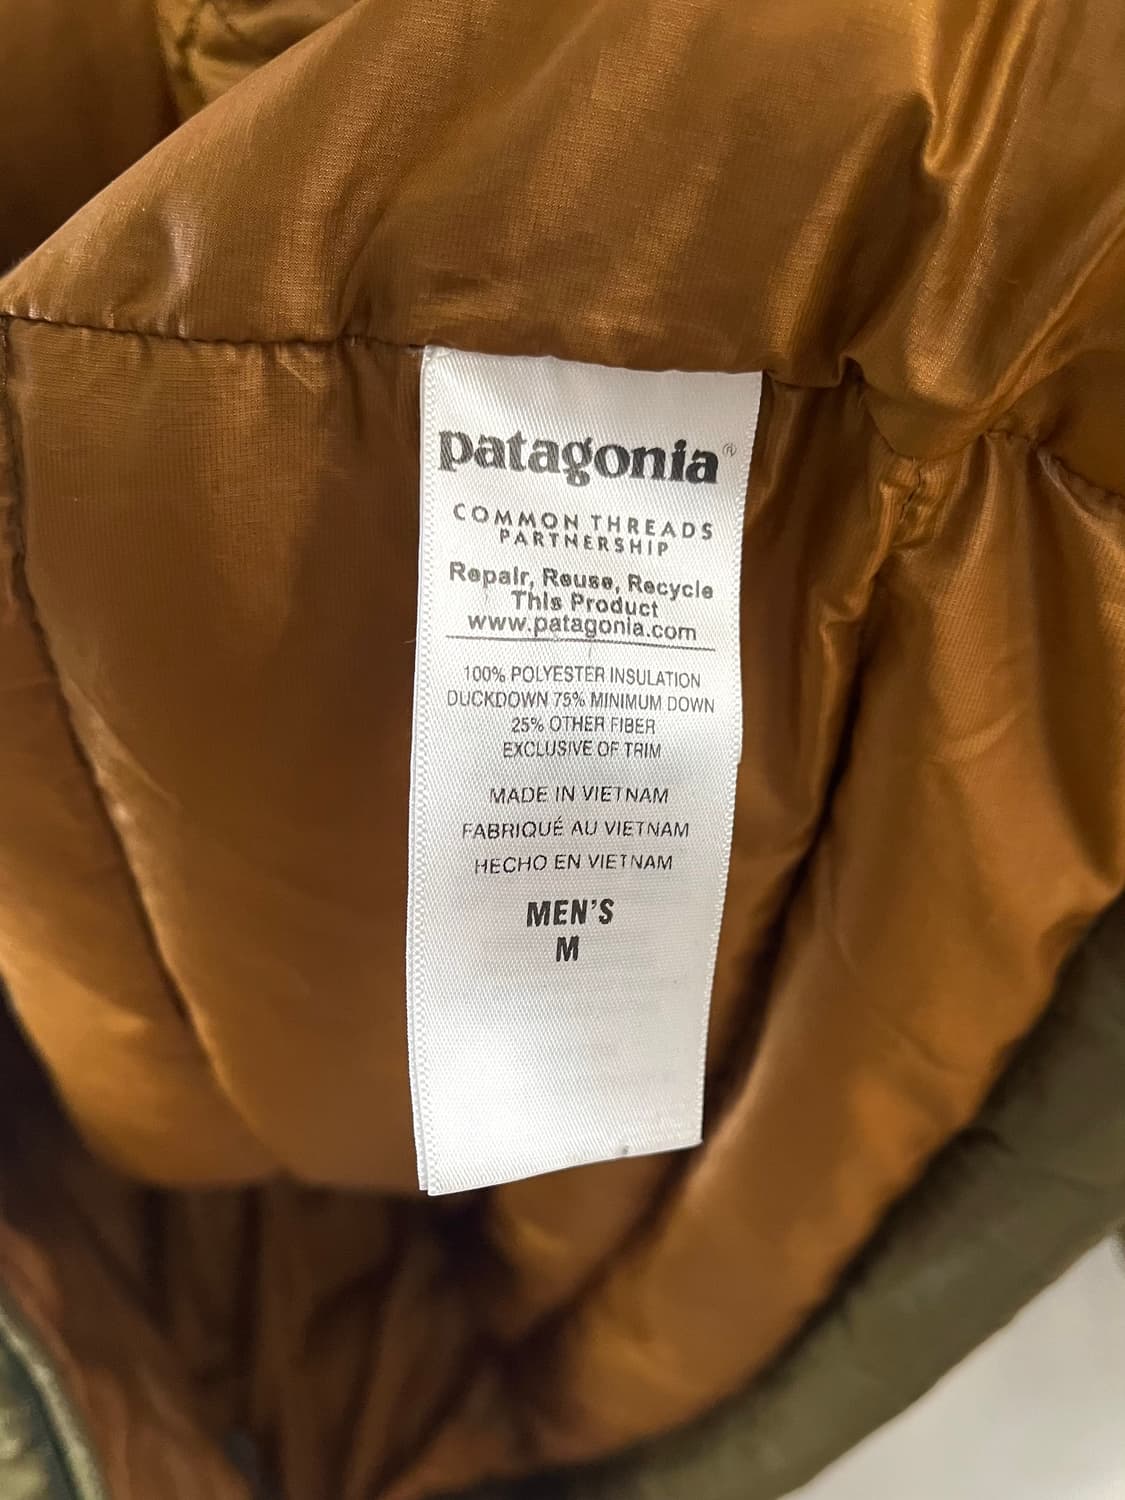 patagonia®
COMMON THREADS
PARTNERSHIP
Repair, Reuse, Recycle
This Product
www.patagonia.com
100% POLYESTER INSULATION
DUCKDOWN 75% MINIMUM DOWN
25% OTHER FIBER
EXCLUSIVE OF TRIM
MADE IN VIETNAM
FABRIQUÉ AU VIETNAM
HECHO EN VIETNAM
MEN'S
M